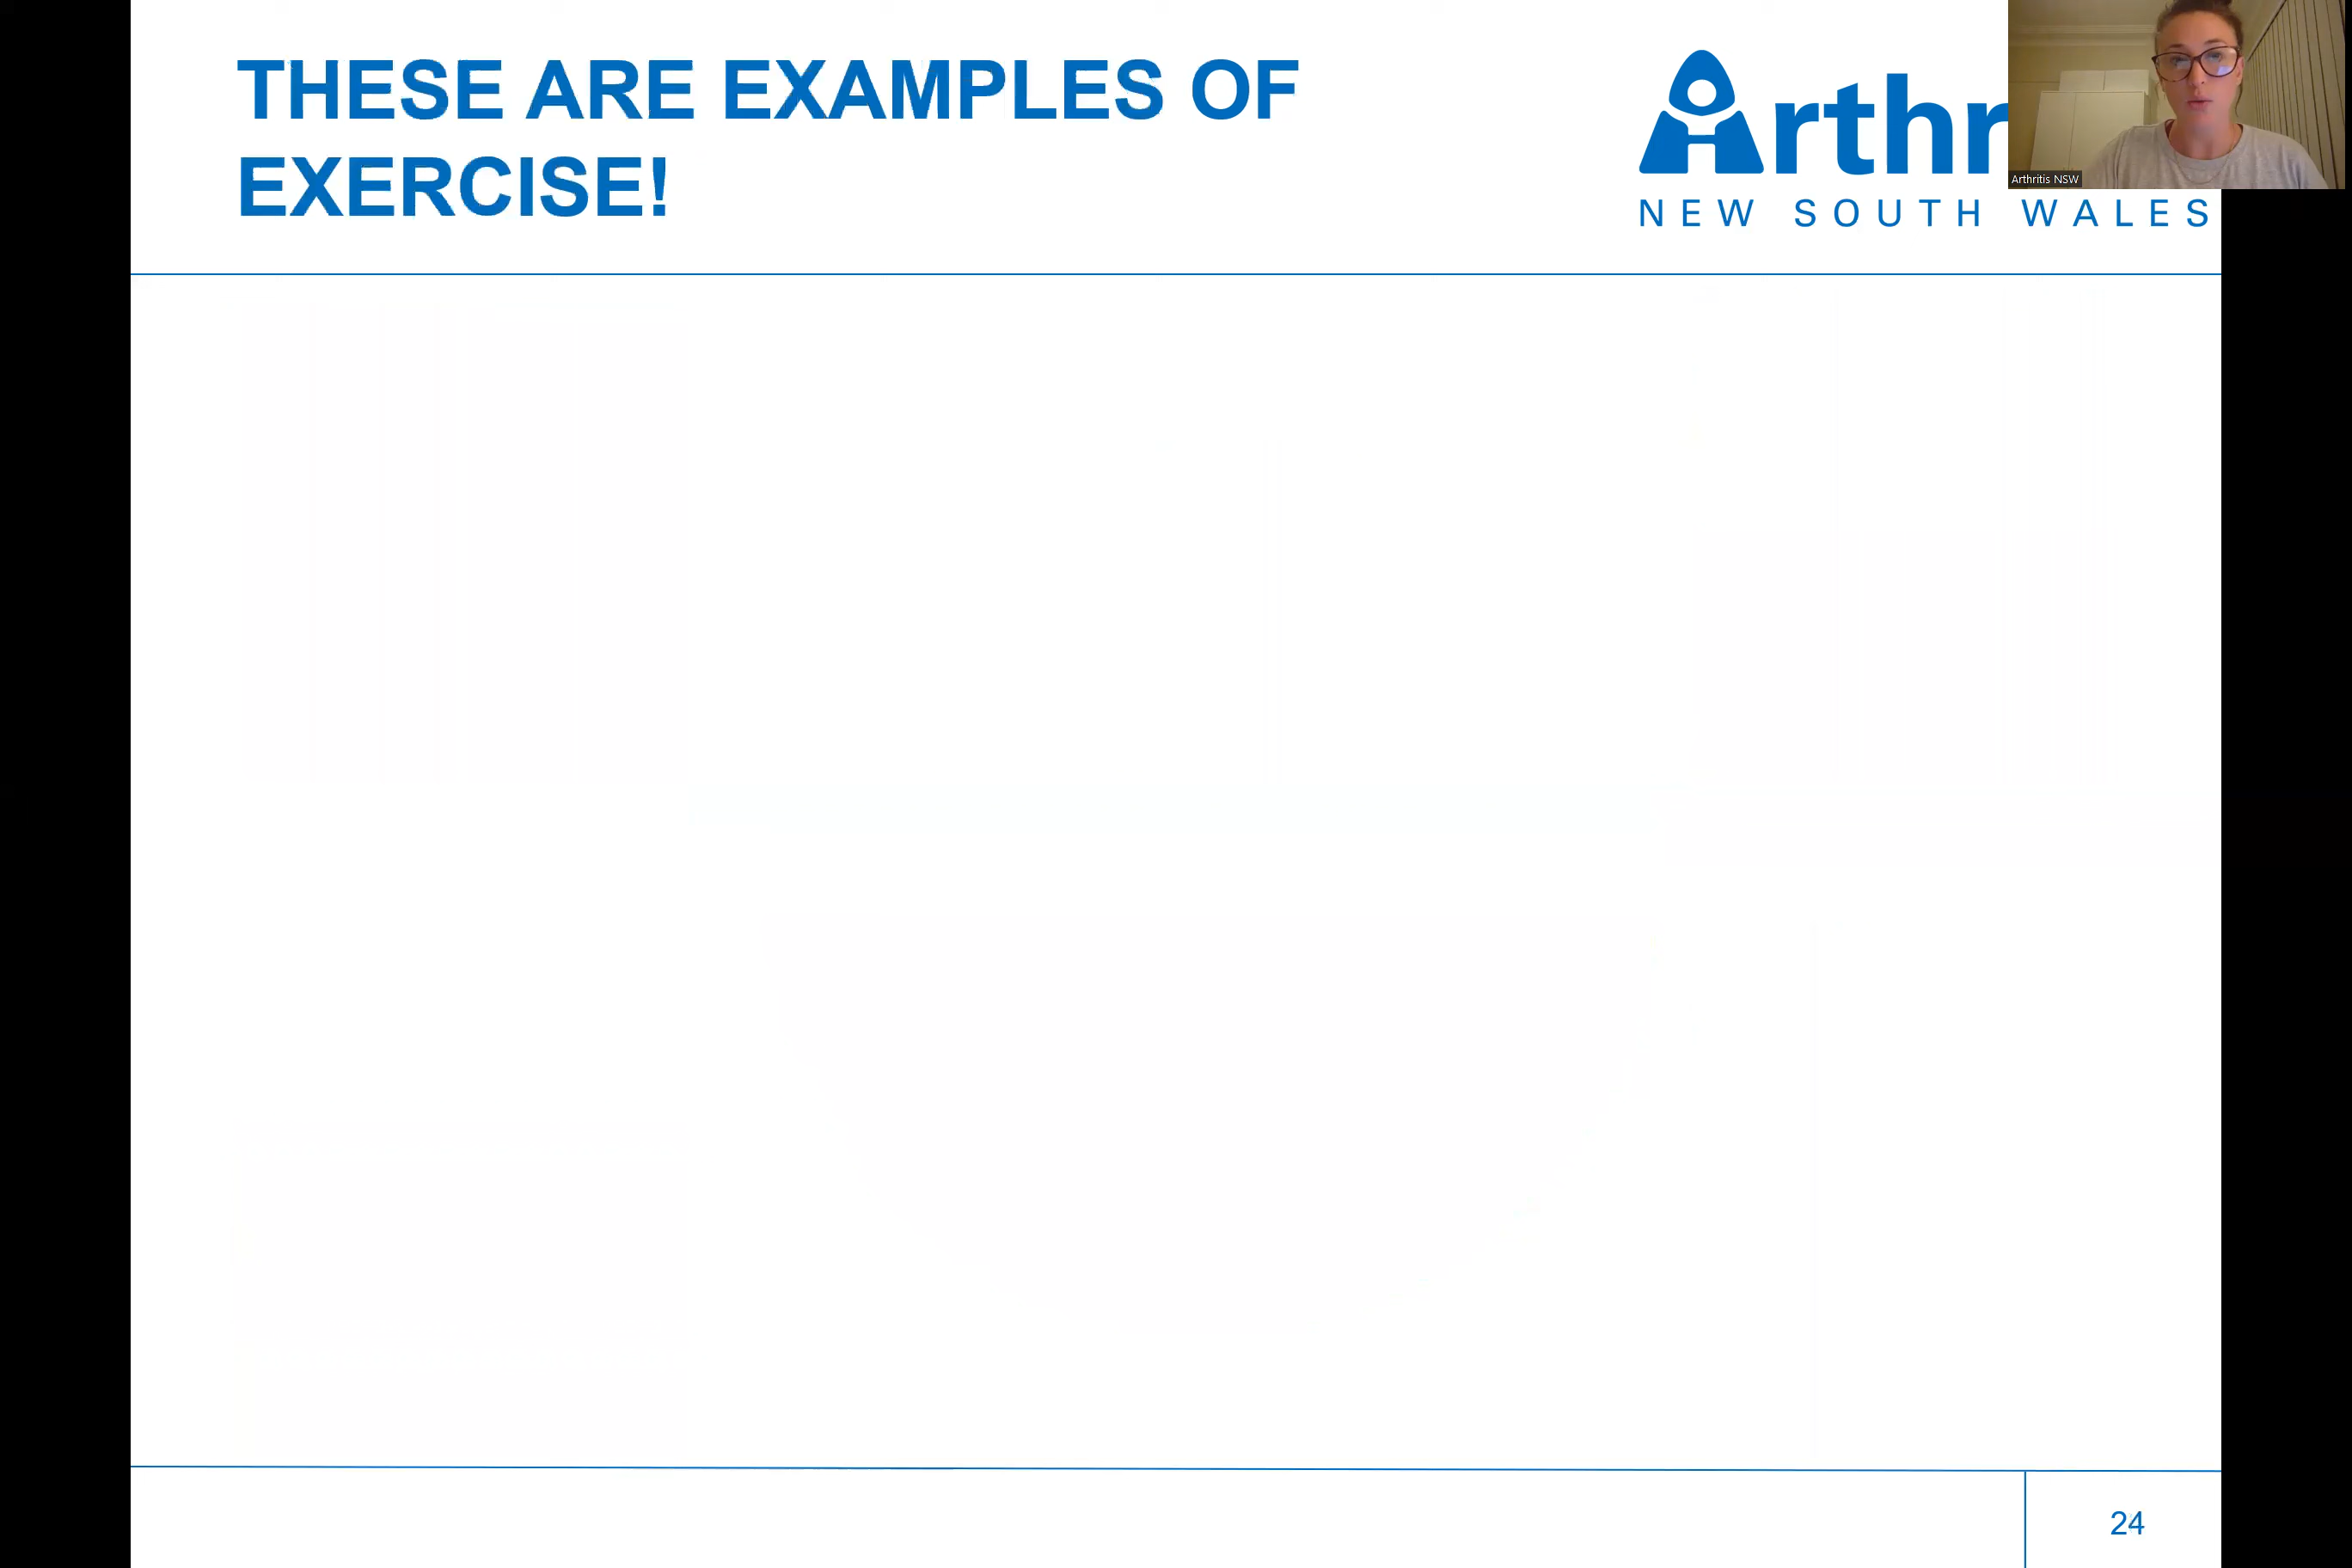 THESE ARE EXAMPLES OF
EXERCISE!
Arthr
NEW SOUTH WALES
Arthritis NSW
24